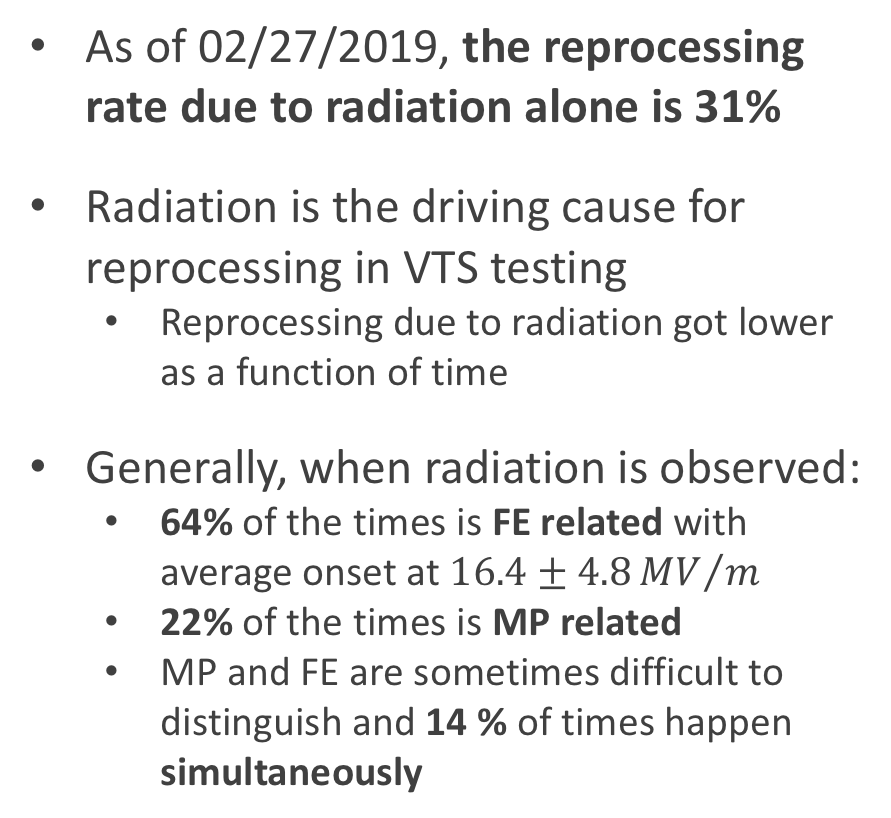 • As of 02/27/2019, the reprocessing
rate due to radiation alone is 31%
• Radiation is the driving cause for
reprocessing in VTS testing
• Reprocessing due to radiation got lower
as a function of time
• Generally, when radiation is observed:
• 64% of the times is FE related with
average onset at 16.4 ± 4.8 MV/m
• 22% of the times is MP related
• MP and FE are sometimes difficult to
distinguish and 14 % of times happen
simultaneously